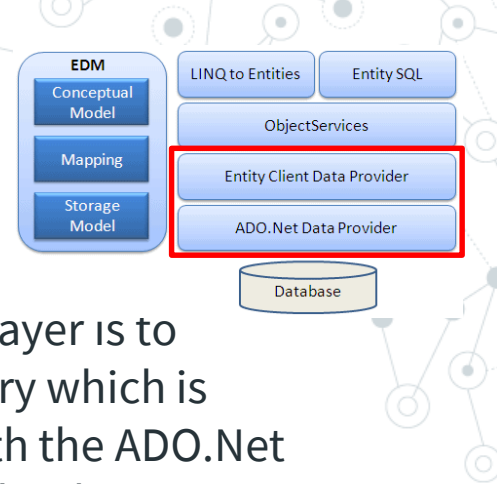 EDM
Conceptual
Model
Mapping
Storage
Model
LINQ to Entities
Entity SQL
ObjectServices
Entity Client Data Provider
ADO.Net Data Provider
Database
ayer is to
ry which is
th the ADO.Net